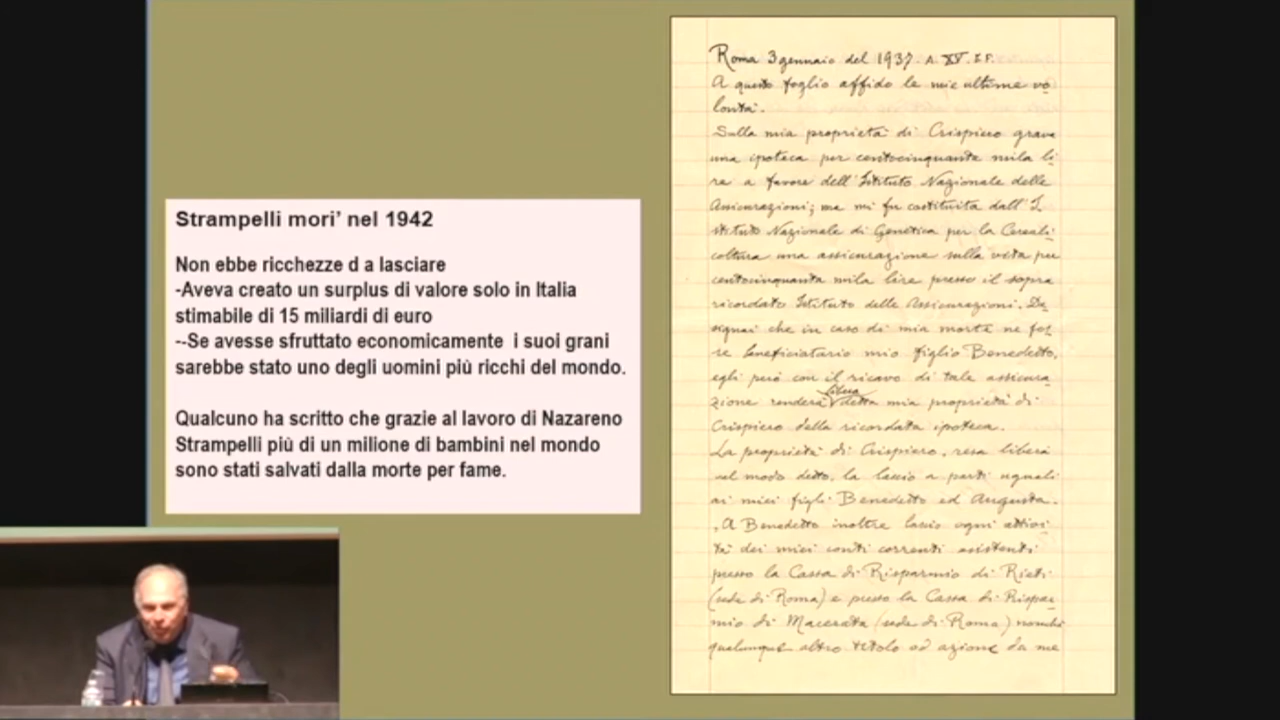 Strampelli mori' nel 1942
Non ebbe ricchezze d a lasciare
-Aveva creato un surplus di valore solo in Italia
stimabile di 15 miliardi di euro
--Se avesse sfruttato economicamente i suoi grani
sarebbe stato uno degli uomini più ricchi del mondo.
Qualcuno ha scritto che grazie al lavoro di Nazareno
Strampelli più di un milione di bambini nel mondo
sono stati salvati dalla morte per fame.
Roma 3 gennaio del 1937. A. XV. E.F.
A questo foglio affido le mie ultime vo
lontà.
Sulla mia proprietà di Crispiero grava
una ipoteca per centocinquanta mila li
re a favore dell'Istituto Nazionale delle
Assicurazioni; ma mi fu costituita dall'I
stituto Nazionale di Genetica per la Cereali
coltura una assicurazione sulla vita per
centocinquanta mila lire presso il sopra
ricordato Istituto delle Assicurazioni. De
signai che in caso di mia morte ne fos
se beneficiatario mio figlio Benedetto,
egli però con il ricavo di tale assicura
libera
zione renderà detta mia proprietà di
Crispiero della ricordata ipoteca.
La proprietà di Crispiero, resa libera
nel modo detto, la lascio a parti uguali
ai miei figli Benedetto ed Augusta.
A Benedetto inoltre lascio ogni attivi
tà dei miei conti correnti esistenti
presso la Cassa di Risparmio di Rieti
(sede di Roma) e presso la Cassa di Rispar
mio di Macerata (sede di Roma) nonché
qualunque altro titolo od azione da me